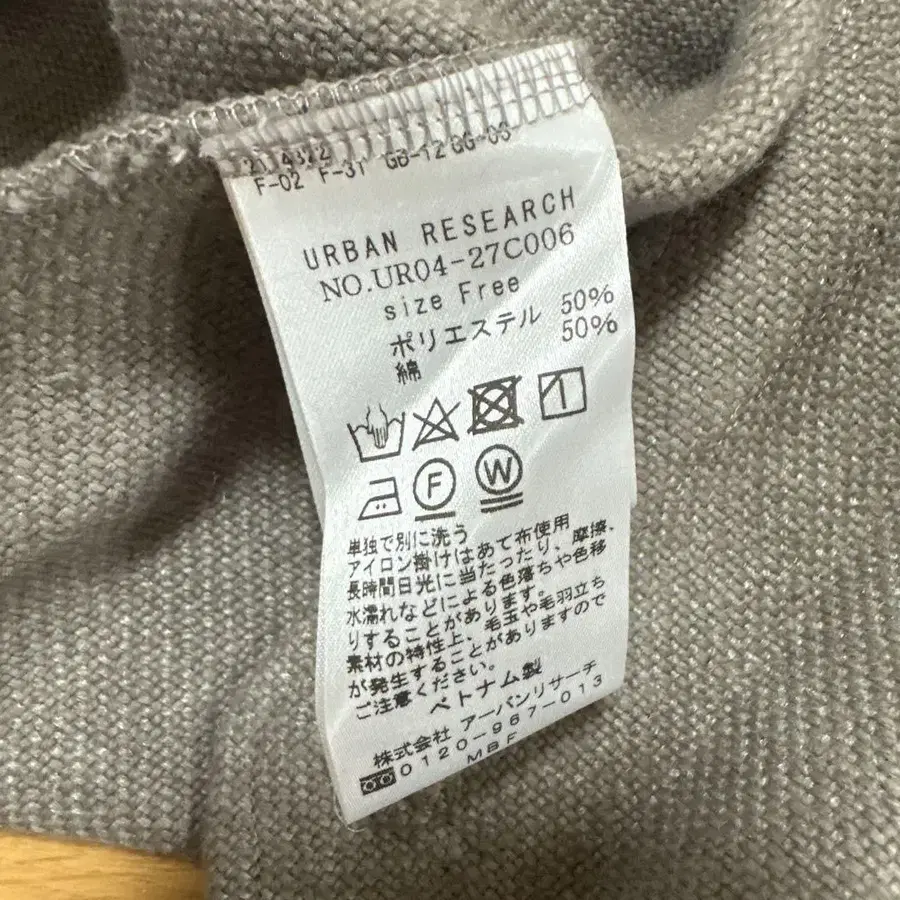 F-02 F-31 GB-12 GG-03
URBAN RESEARCH
NO.UR04-27C006
size Free
ポリエステル 50%
綿 50%
F W
単独で別に洗う
アイロン掛けはあて布使用
長時間日光に当たったり、摩擦、
水濡れなどによる色落ちや色移
りすることがあります。
素材の特性上、毛玉や毛羽立ち
が発生することがありますので
ご注意ください。
ベトナム製
株式会社 アーバンリサーチ
0120-967-013
MBF